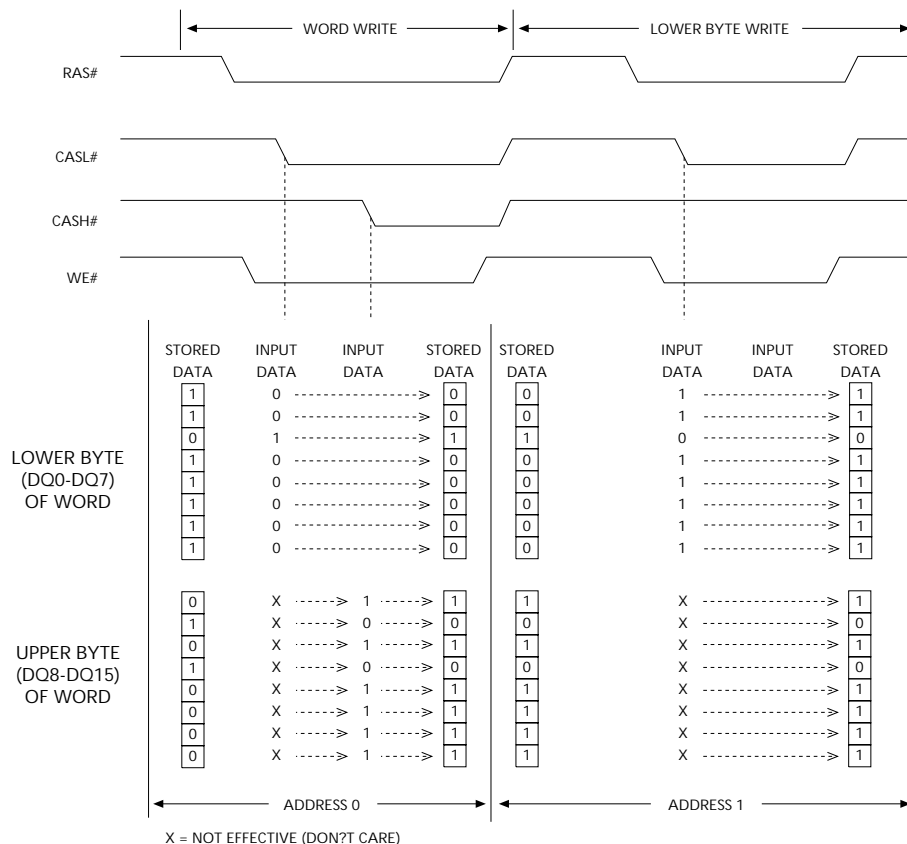 WORD WRITE LOWER BYTE WRITE
RAS#
CASL#
CASH#
WE#
STORED INPUT INPUT STORED STORED INPUT INPUT STORED
DATA DATA DATA DATA DATA DATA DATA DATA
1 0 0 0 1 1
1 0 0 0 1 1
0 1 1 1 0 0
1 0 0 0 1 1
1 0 0 0 1 1
1 0 0 0 1 1
1 0 0 0 1 1
1 0 0 0 1 1
LOWER BYTE
(DQ0-DQ7)
OF WORD
0 X 1 1 1 X 1
1 X 0 0 0 X 0
0 X 1 1 1 X 1
1 X 0 0 0 X 0
0 X 1 1 1 X 1
0 X 1 1 1 X 1
0 X 1 1 1 X 1
0 X 1 1 1 X 1
UPPER BYTE
(DQ8-DQ15)
OF WORD
ADDRESS 0 ADDRESS 1
X = NOT EFFECTIVE (DON?T CARE)